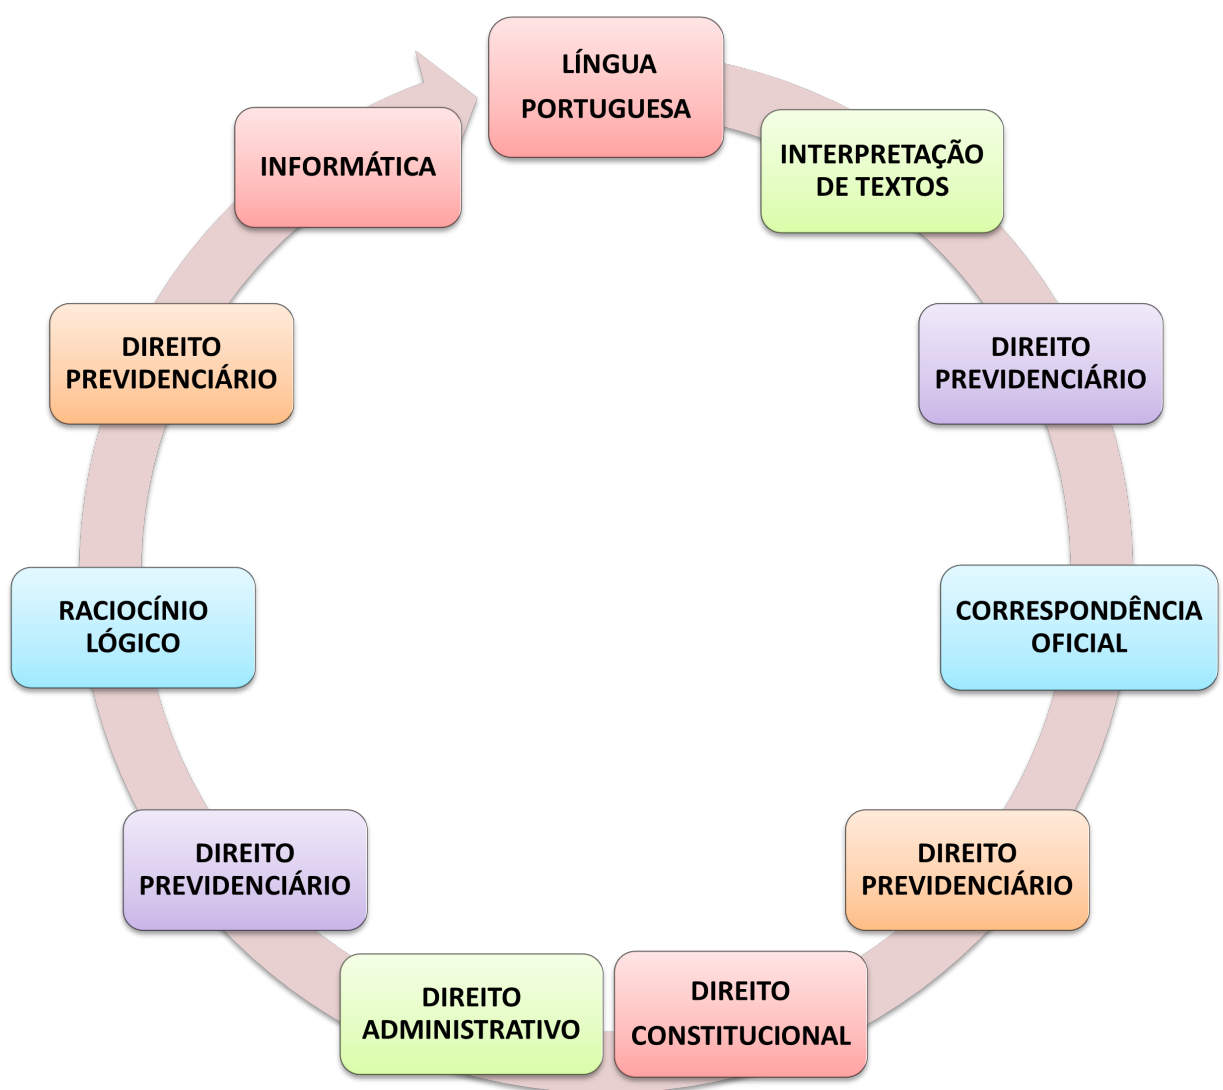 LÍNGUA
PORTUGUESA
INTERPRETAÇÃO
DE TEXTOS
DIREITO
PREVIDENCIÁRIO
CORRESPONDÊNCIA
OFICIAL
DIREITO
PREVIDENCIÁRIO
DIREITO
CONSTITUCIONAL
DIREITO
ADMINISTRATIVO
DIREITO
PREVIDENCIÁRIO
RACIOCÍNIO
LÓGICO
DIREITO
PREVIDENCIÁRIO
INFORMÁTICA